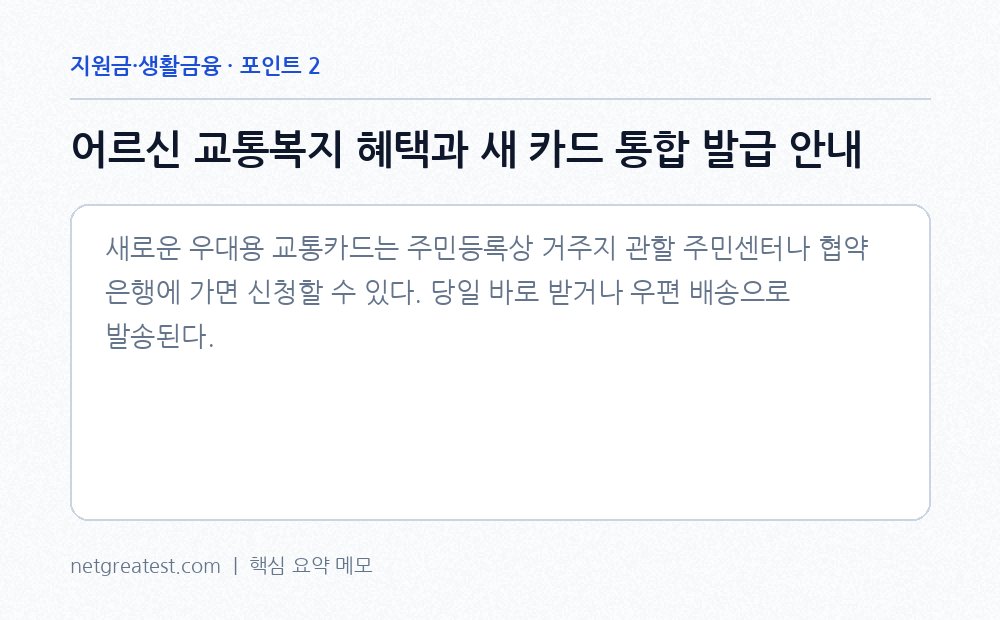 지원금·생활금융 · 포인트 2
어르신 교통복지 혜택과 새 카드 통합 발급 안내
새로운 우대용 교통카드는 주민등록상 거주지 관할 주민센터나 협약
은행에 가면 신청할 수 있다. 당일 바로 받거나 우편 배송으로
발송된다.
netgreatest.com | 핵심 요약 메모